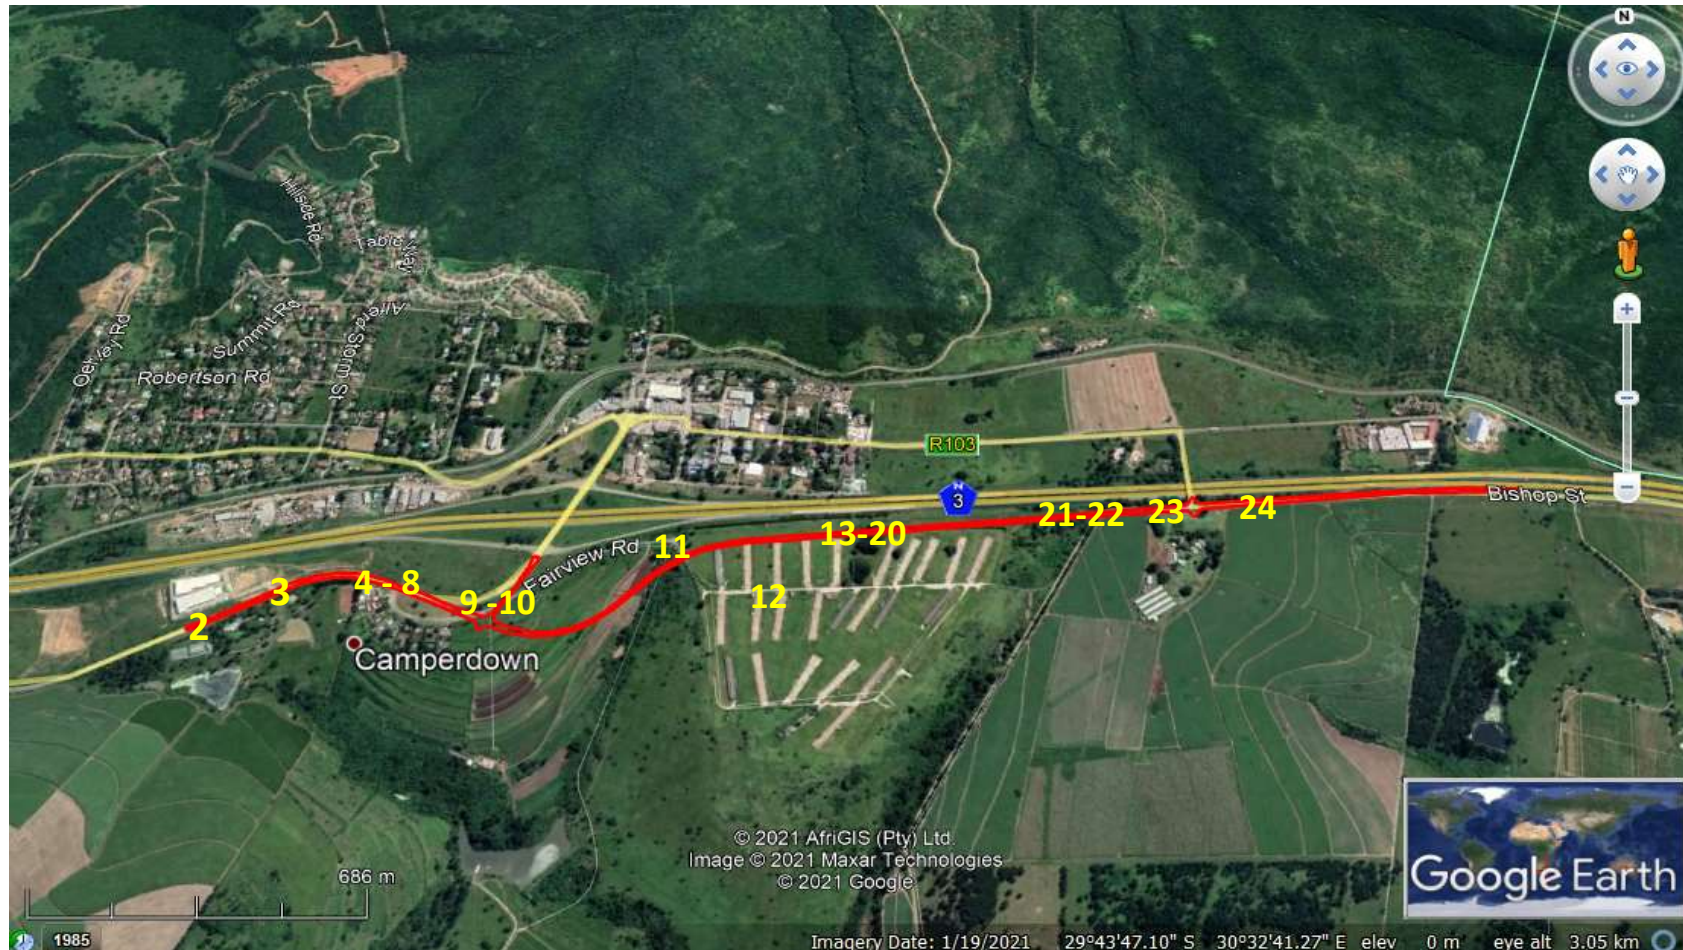 N
Hillside Rd
Table Way
Alferd Storm St
Summit Rd
Robertson Rd
R103
N
3
Bishop St
21-22
23
24
13-20
11
Fairview Rd
12
4 - 8
3
9 -10
2
Camperdown
686 m
© 2021 AfriGIS (Pty) Ltd.
Image © 2021 Maxar Technologies
© 2021 Google
Google Earth
1985
Imagery Date: 1/19/2021 29°43'47.10" S 30°32'41.27" E elev 0 m eye alt 3.05 km